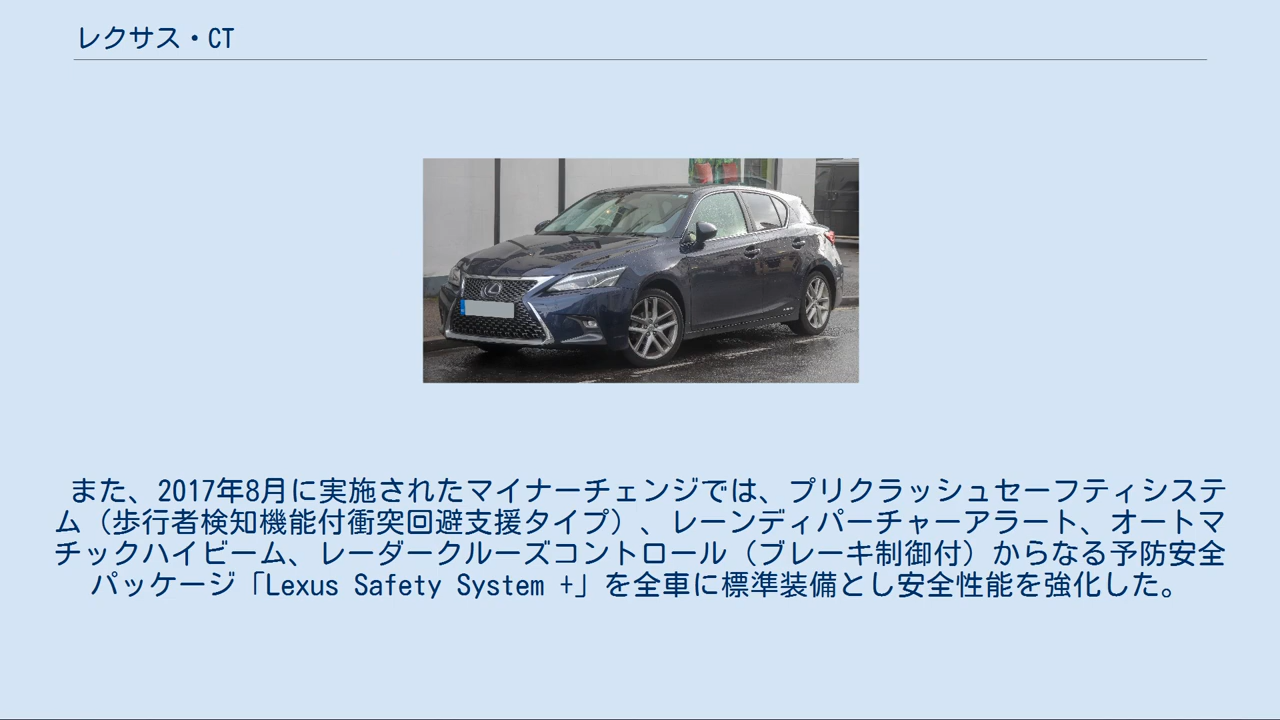 レクサス・CT
また、2017年8月に実施されたマイナーチェンジでは、プリクラッシュセーフティシステ
ム（歩行者検知機能付衝突回避支援タイプ）、レーンディパーチャーアラート、オートマ
チックハイビーム、レーダークルーズコントロール（ブレーキ制御付）からなる予防安全
パッケージ「Lexus Safety System +」を全車に標準装備とし安全性能を強化した。